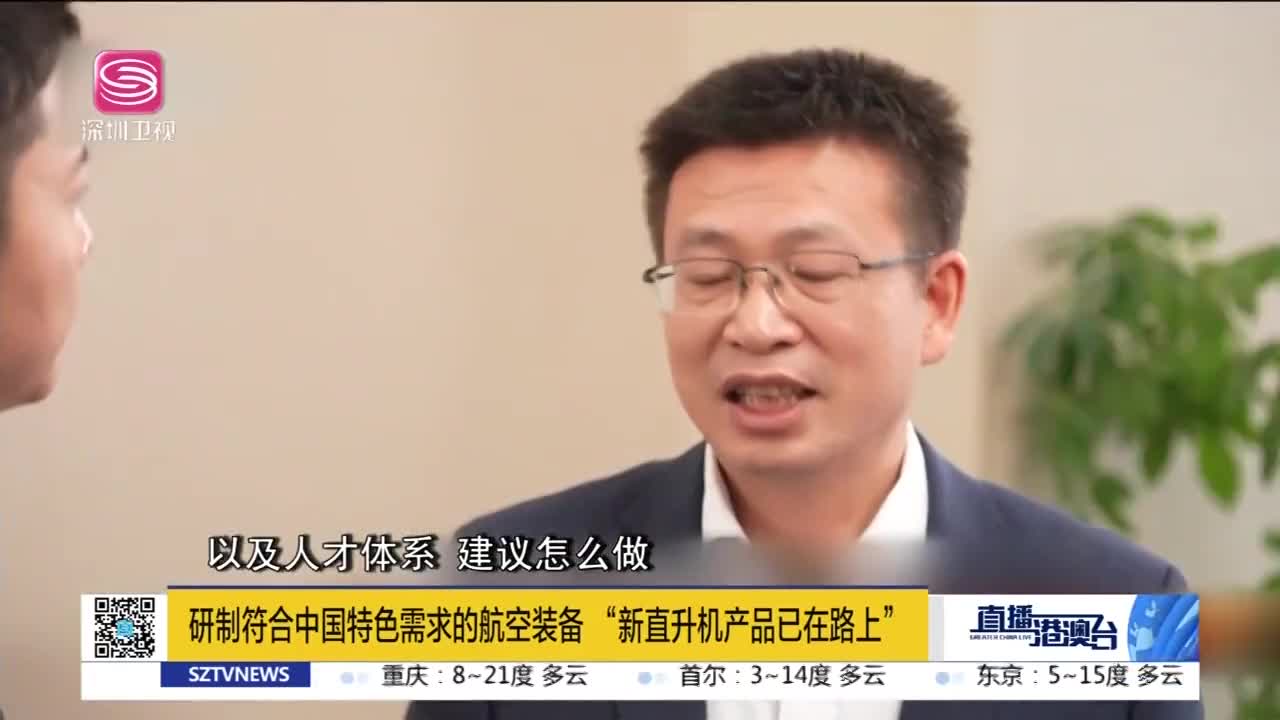 深圳卫视
以及人才体系 建议怎么做
研制符合中国特色需求的航空装备 “新直升机产品已在路上”
直播港澳台
GREATER CHINA LIVE
SZTVNEWS 重庆：8~21度 多云 首尔：3~14度 多云 东京：5~15度 多云